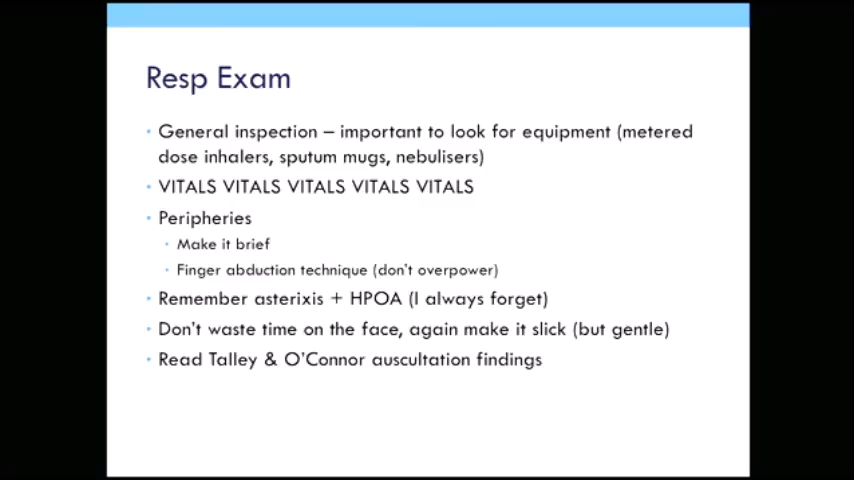 Resp Exam
General inspection – important to look for equipment (metered
dose inhalers, sputum mugs, nebulisers)
VITALS VITALS VITALS VITALS VITALS
Peripheries
Make it brief
Finger abduction technique (don't overpower)
Remember asterixis + HPOA (I always forget)
Don't waste time on the face, again make it slick (but gentle)
Read Talley & O'Connor auscultation findings